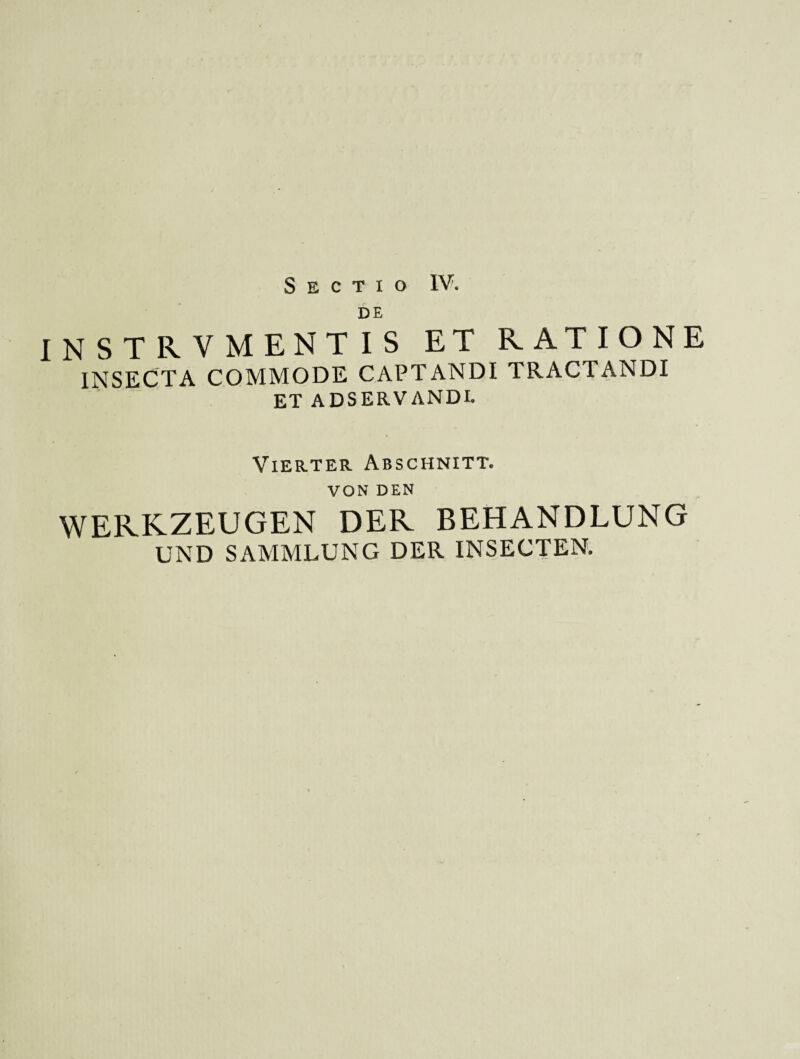 Sectio IV.
DE
INSTRVMENTIS ET RATIONE
INSECTA COMMODE CAPTANDI TRACTANDI
ET ADSERVANDI.
Vierter Abschnitt.
VON DEN
WERKZEUGEN DER BEHANDLUNG
UND SAMMLUNG DER INSECTEN.